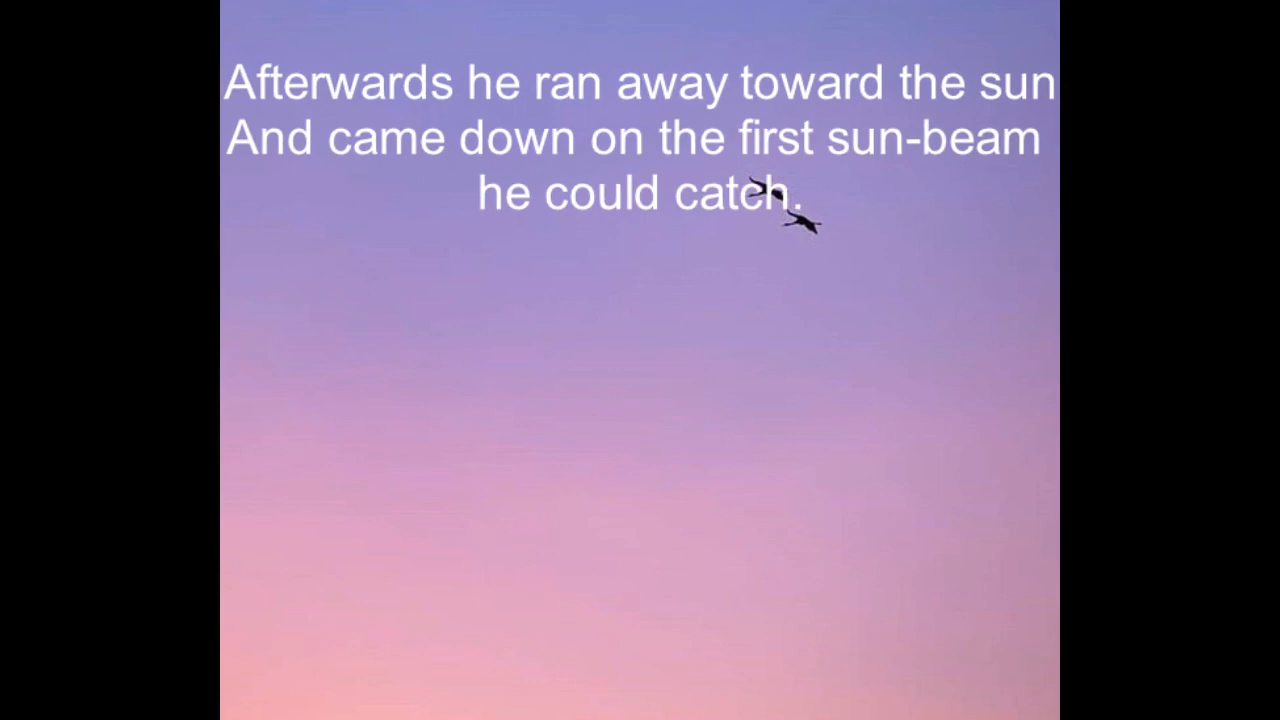 Afterwards he ran away toward the sun
And came down on the first sun-beam
he could catch.